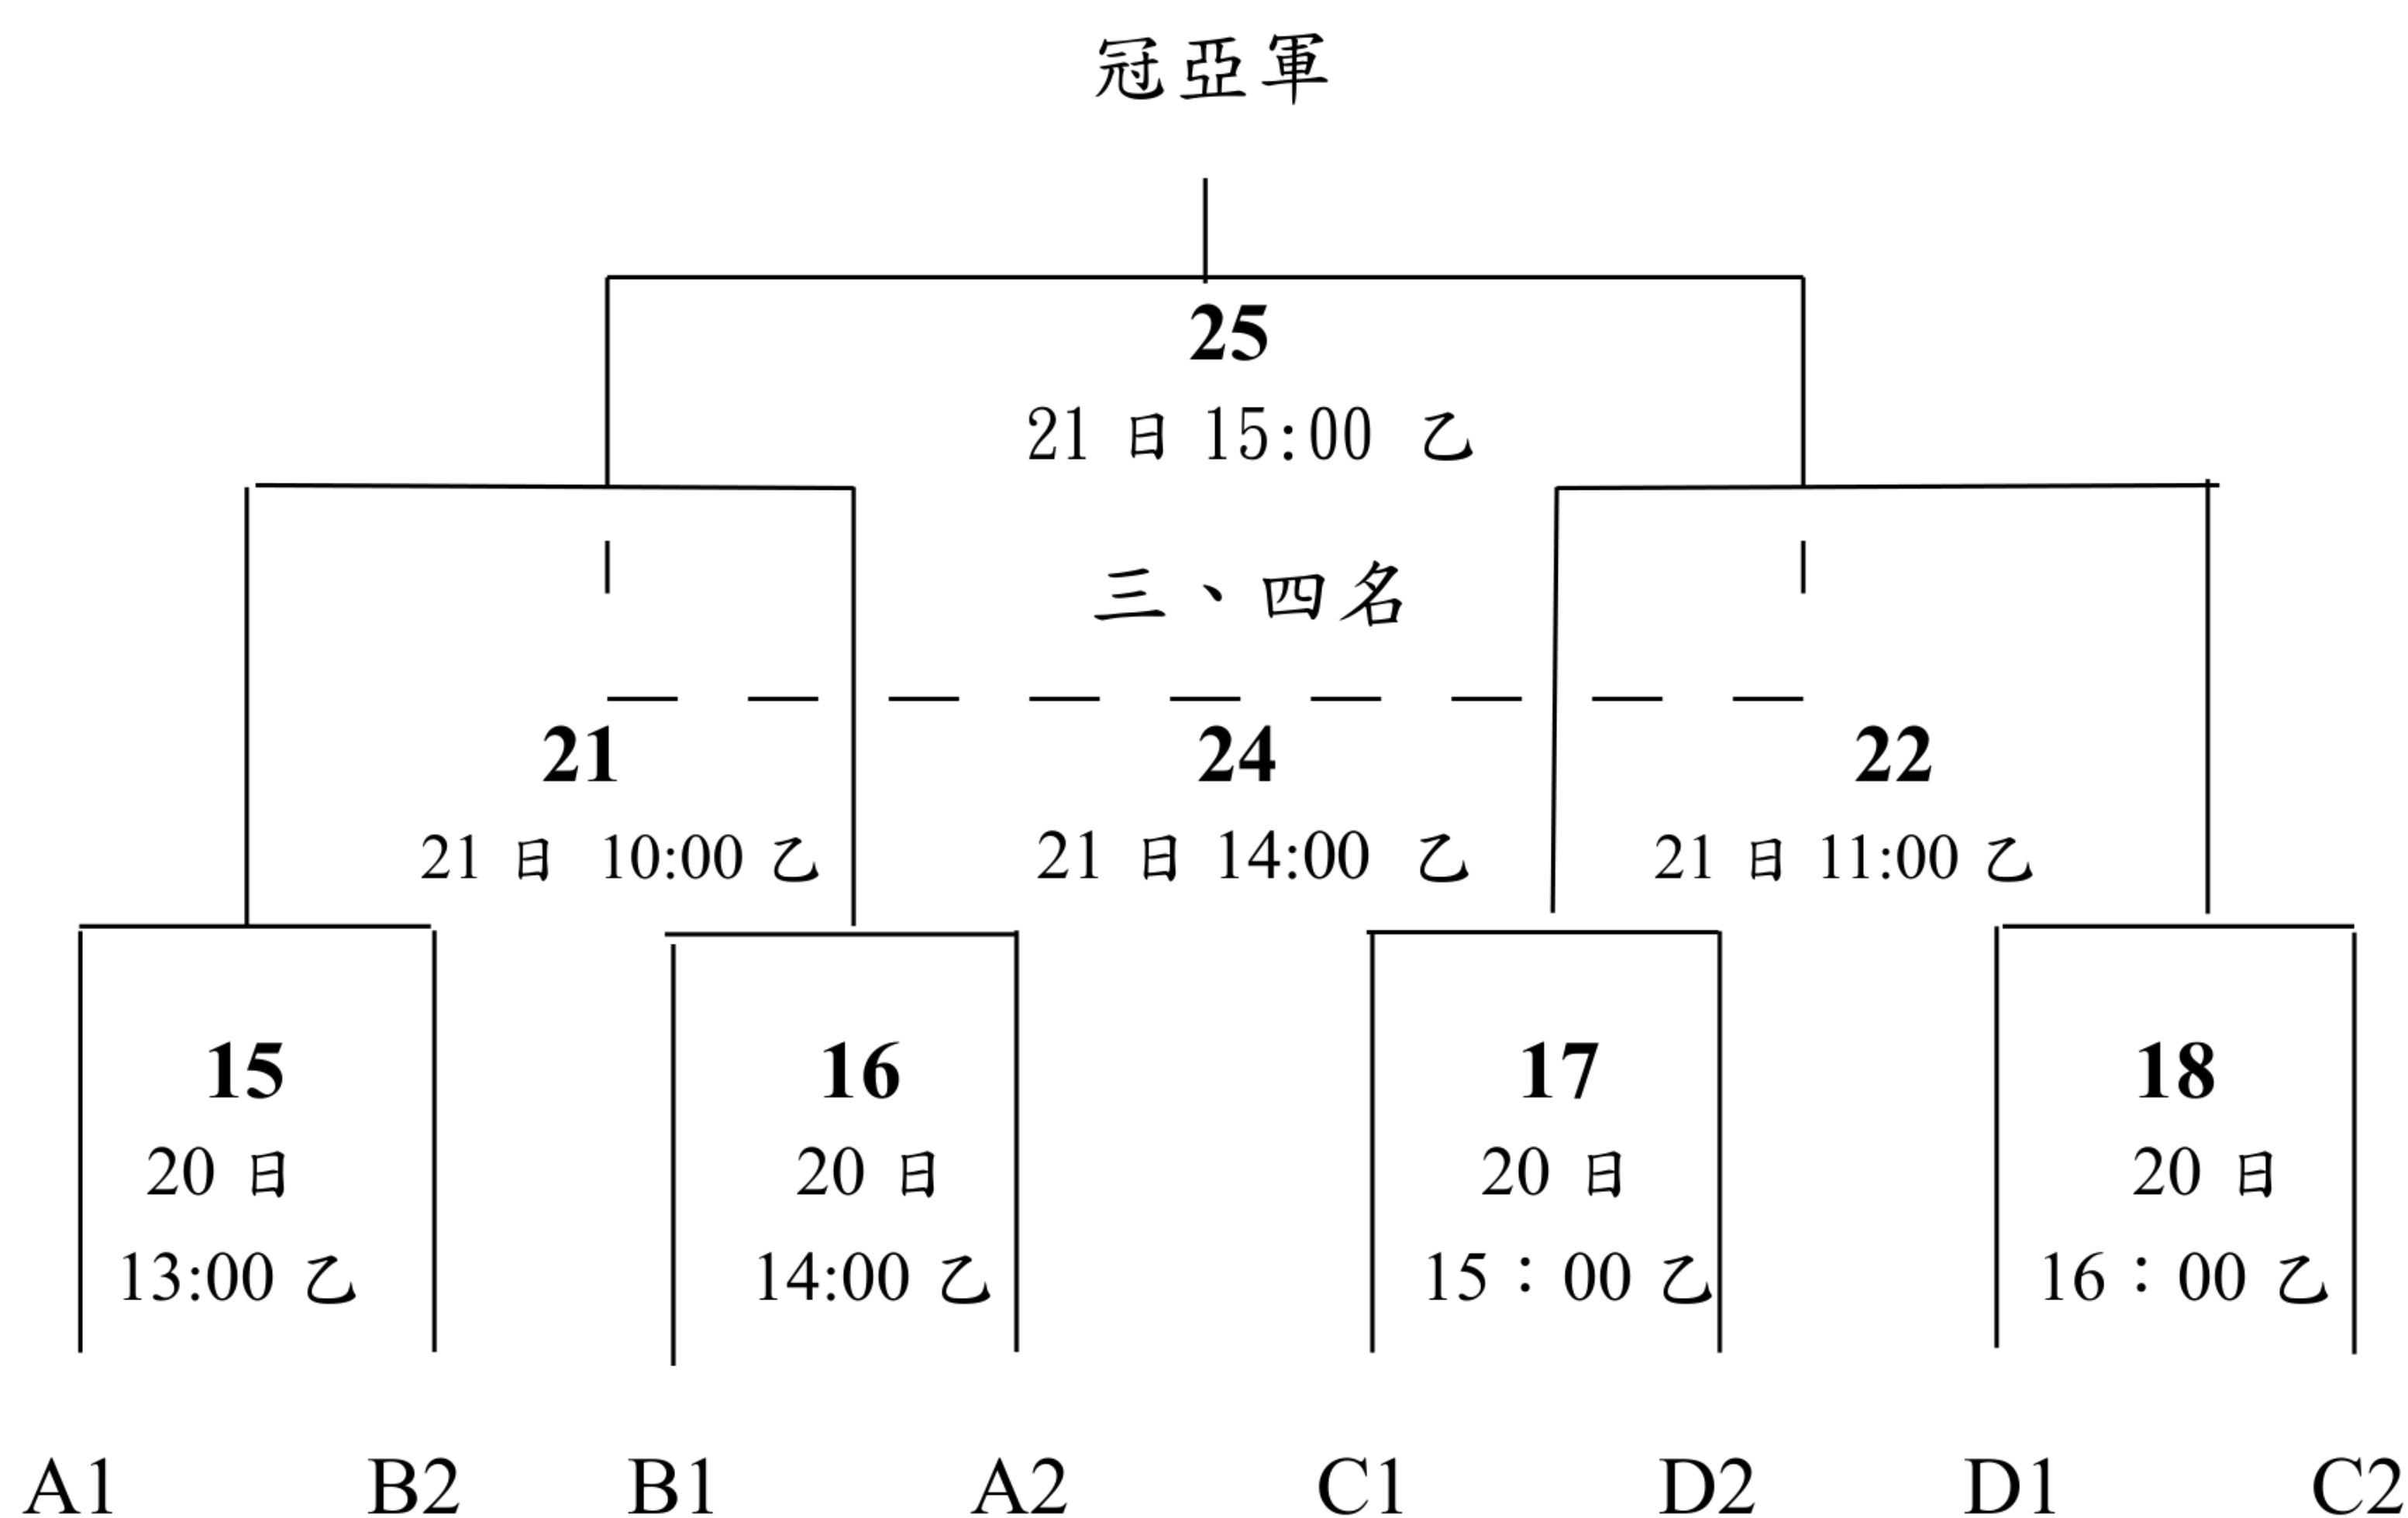 冠亞軍
25
21 日 15:00 乙
三、四名
21 24 22
21 日 10:00 乙 21 日 14:00 乙 21 日 11:00 乙
15 16 17 18
20 日 20 日 20 日 20 日
13:00 乙 14:00 乙 15：00 乙 16：00 乙
A1 B2 B1 A2 C1 D2 D1 C2